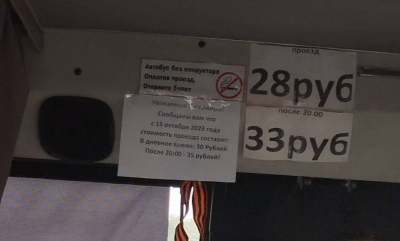 Автобус без кондуктора
Оплатив проезд,
Оторвите билет
Сообщаем вам что
с 15 октября 2023 года
стоимость проезда составит:
В дневное время: 30 Рублей
После 20:00 - 35 рублей!
проезд
28руб
после 20.00
33руб